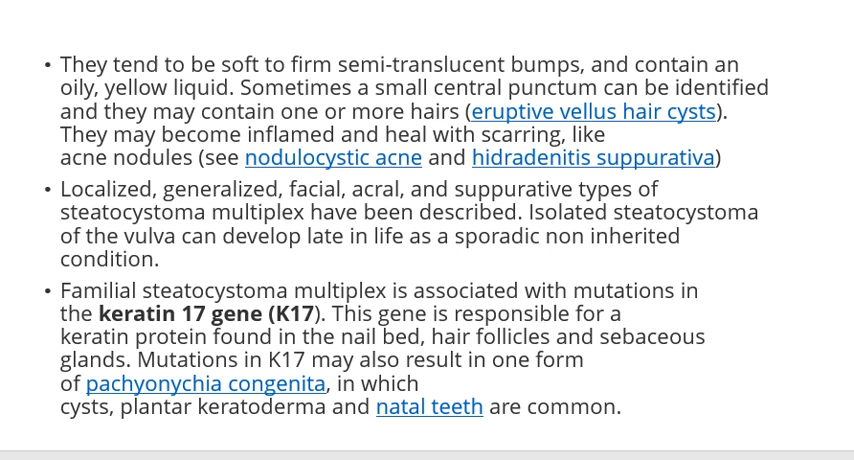 • They tend to be soft to firm semi-translucent bumps, and contain an
oily, yellow liquid. Sometimes a small central punctum can be identified
and they may contain one or more hairs (eruptive vellus hair cysts).
They may become inflamed and heal with scarring, like
acne nodules (see nodulocystic acne and hidradenitis suppurativa)
• Localized, generalized, facial, acral, and suppurative types of
steatocystoma multiplex have been described. Isolated steatocystoma
of the vulva can develop late in life as a sporadic non inherited
condition.
• Familial steatocystoma multiplex is associated with mutations in
the keratin 17 gene (K17). This gene is responsible for a
keratin protein found in the nail bed, hair follicles and sebaceous
glands. Mutations in K17 may also result in one form
of pachyonychia congenita, in which
cysts, plantar keratoderma and natal teeth are common.